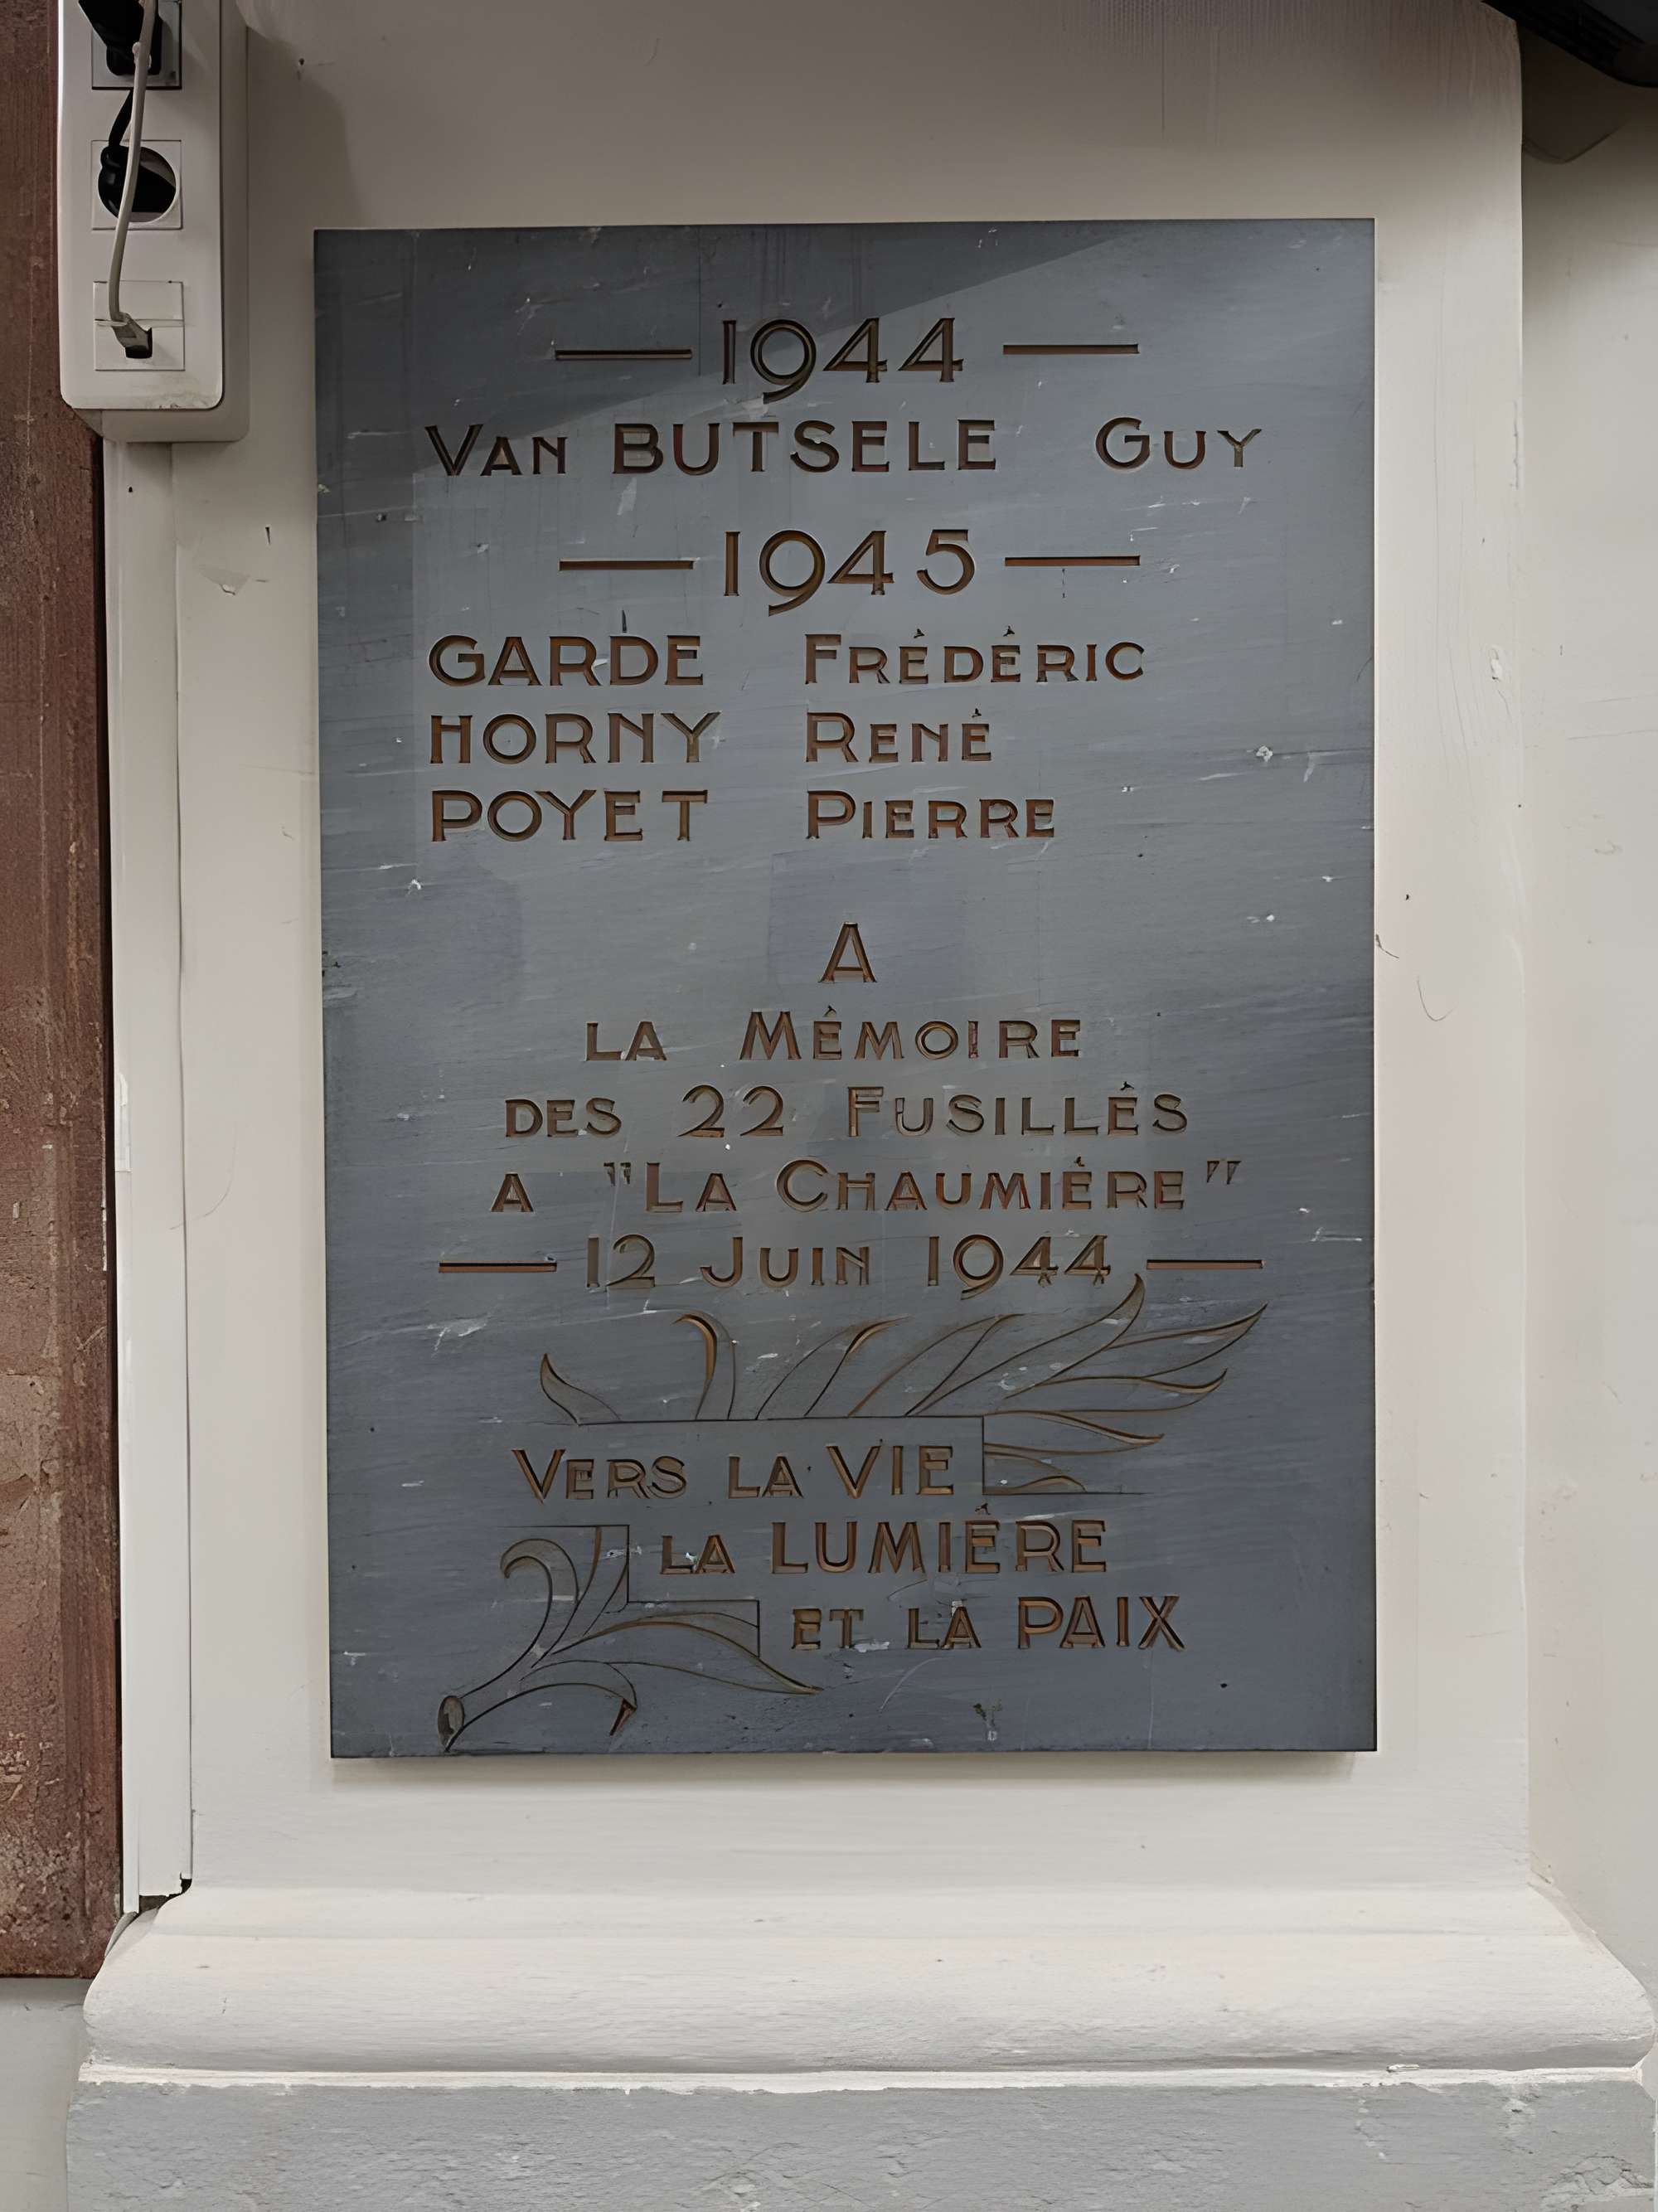 — 1944 —
Van BUTSELE Guy
— 1945 —
GARDE Frédéric
HORNY René
POYET Pierre
A
LA MÉMOIRE
DES 22 FUSILLÉS
A "LA CHAUMIÈRE"
— 12 JUIN 1944 —
VERS LA VIE
LA LUMIÈRE
ET LA PAIX